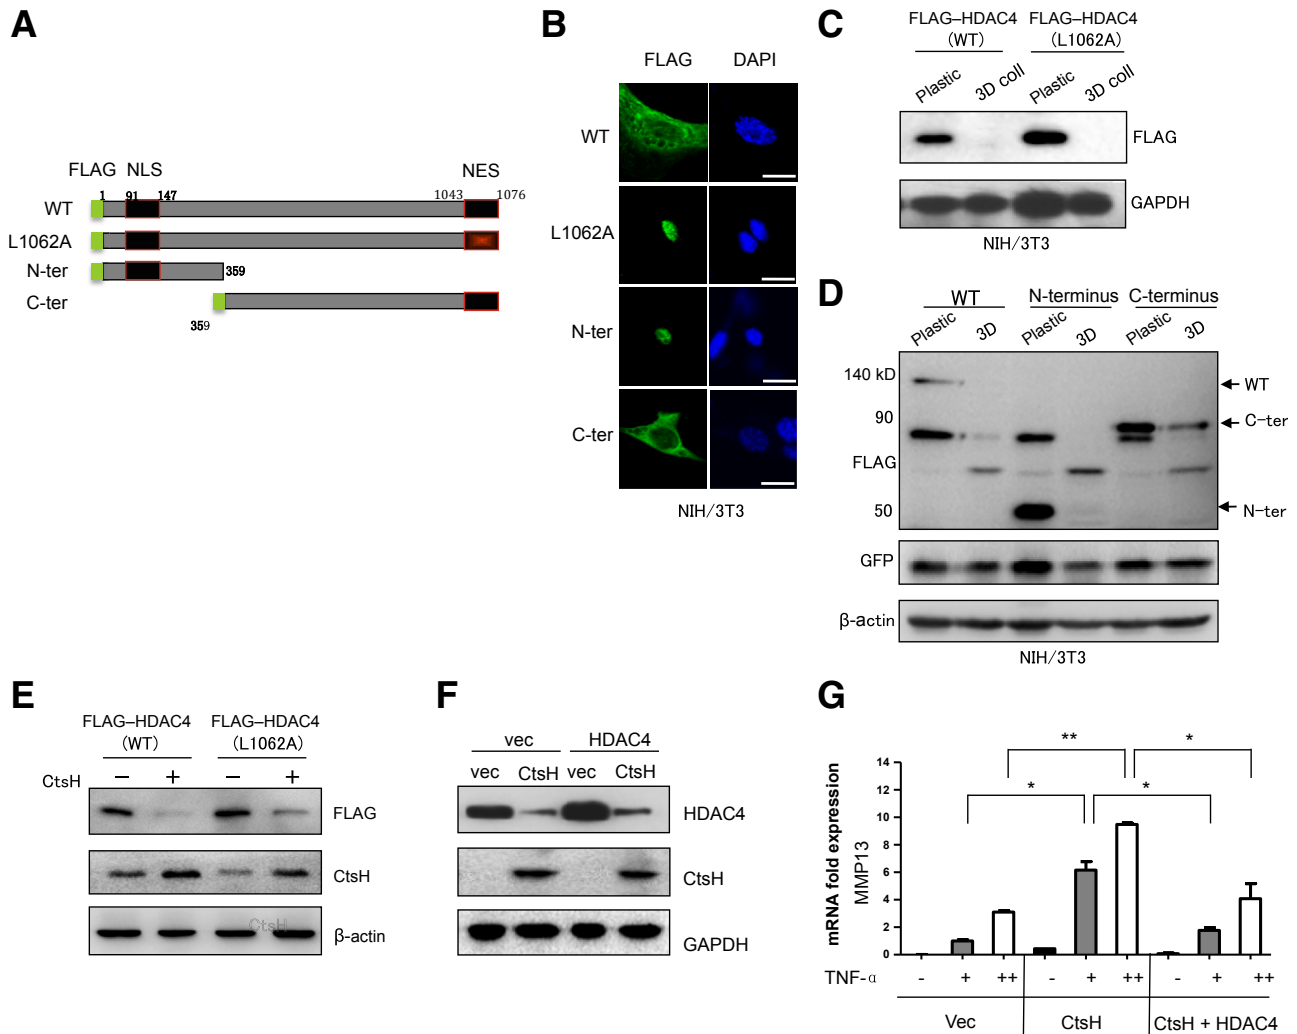 A
FLAG NLS NES
1 91 147 1043 1076
WT
L1062A
N-ter 359
C-ter
359
B
FLAG DAPI
WT
L1062A
N-ter
C-ter
NIH/3T3
C
FLAG–HDAC4 FLAG–HDAC4
(WT) (L1062A)
Plastic 3D coll Plastic 3D coll
FLAG
GAPDH
NIH/3T3
D
WT N-terminus C-terminus
Plastic 3D Plastic 3D Plastic 3D
140 kD
WT
90
C-ter
FLAG
50
N-ter
GFP
β-actin
NIH/3T3
E
FLAG–HDAC4 FLAG–HDAC4
(WT) (L1062A)
CtsH − + − +
FLAG
CtsH
CtsH
β-actin
F
vec HDAC4
vec CtsH vec CtsH
HDAC4
CtsH
GAPDH
G
** *
* *
mRNA fold expression
MMP13
14
12
10
8
6
4
2
0
TNF-α - + ++ - + ++ - + ++
Vec CtsH CtsH + HDAC4